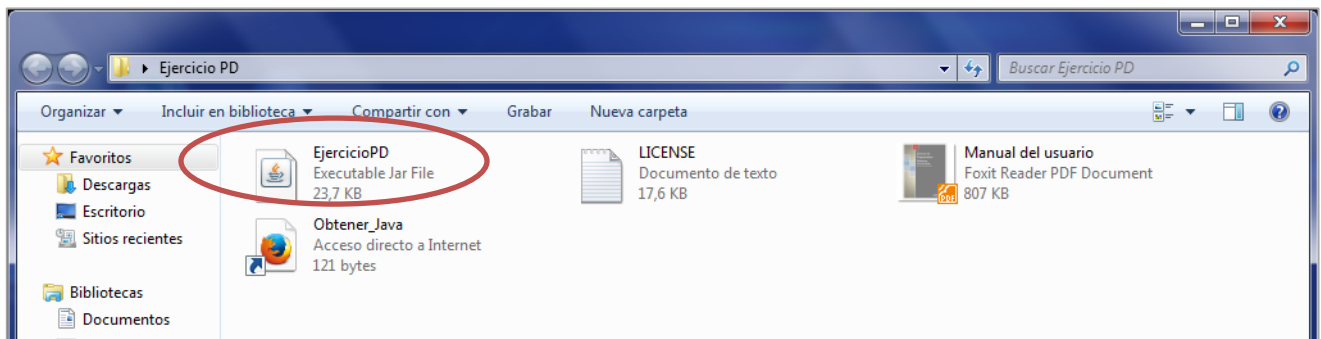 Ejercicio PD
Buscar Ejercicio PD
Organizar Incluir en biblioteca Compartir con Grabar Nueva carpeta
Favoritos
Descargas
Escritorio
Sitios recientes
Bibliotecas
Documentos
EjercicioPD
Executable Jar File
23,7 KB
LICENSE
Documento de texto
17,6 KB
Manual del usuario
Foxit Reader PDF Document
807 KB
Obtener_Java
Acceso directo a Internet
121 bytes